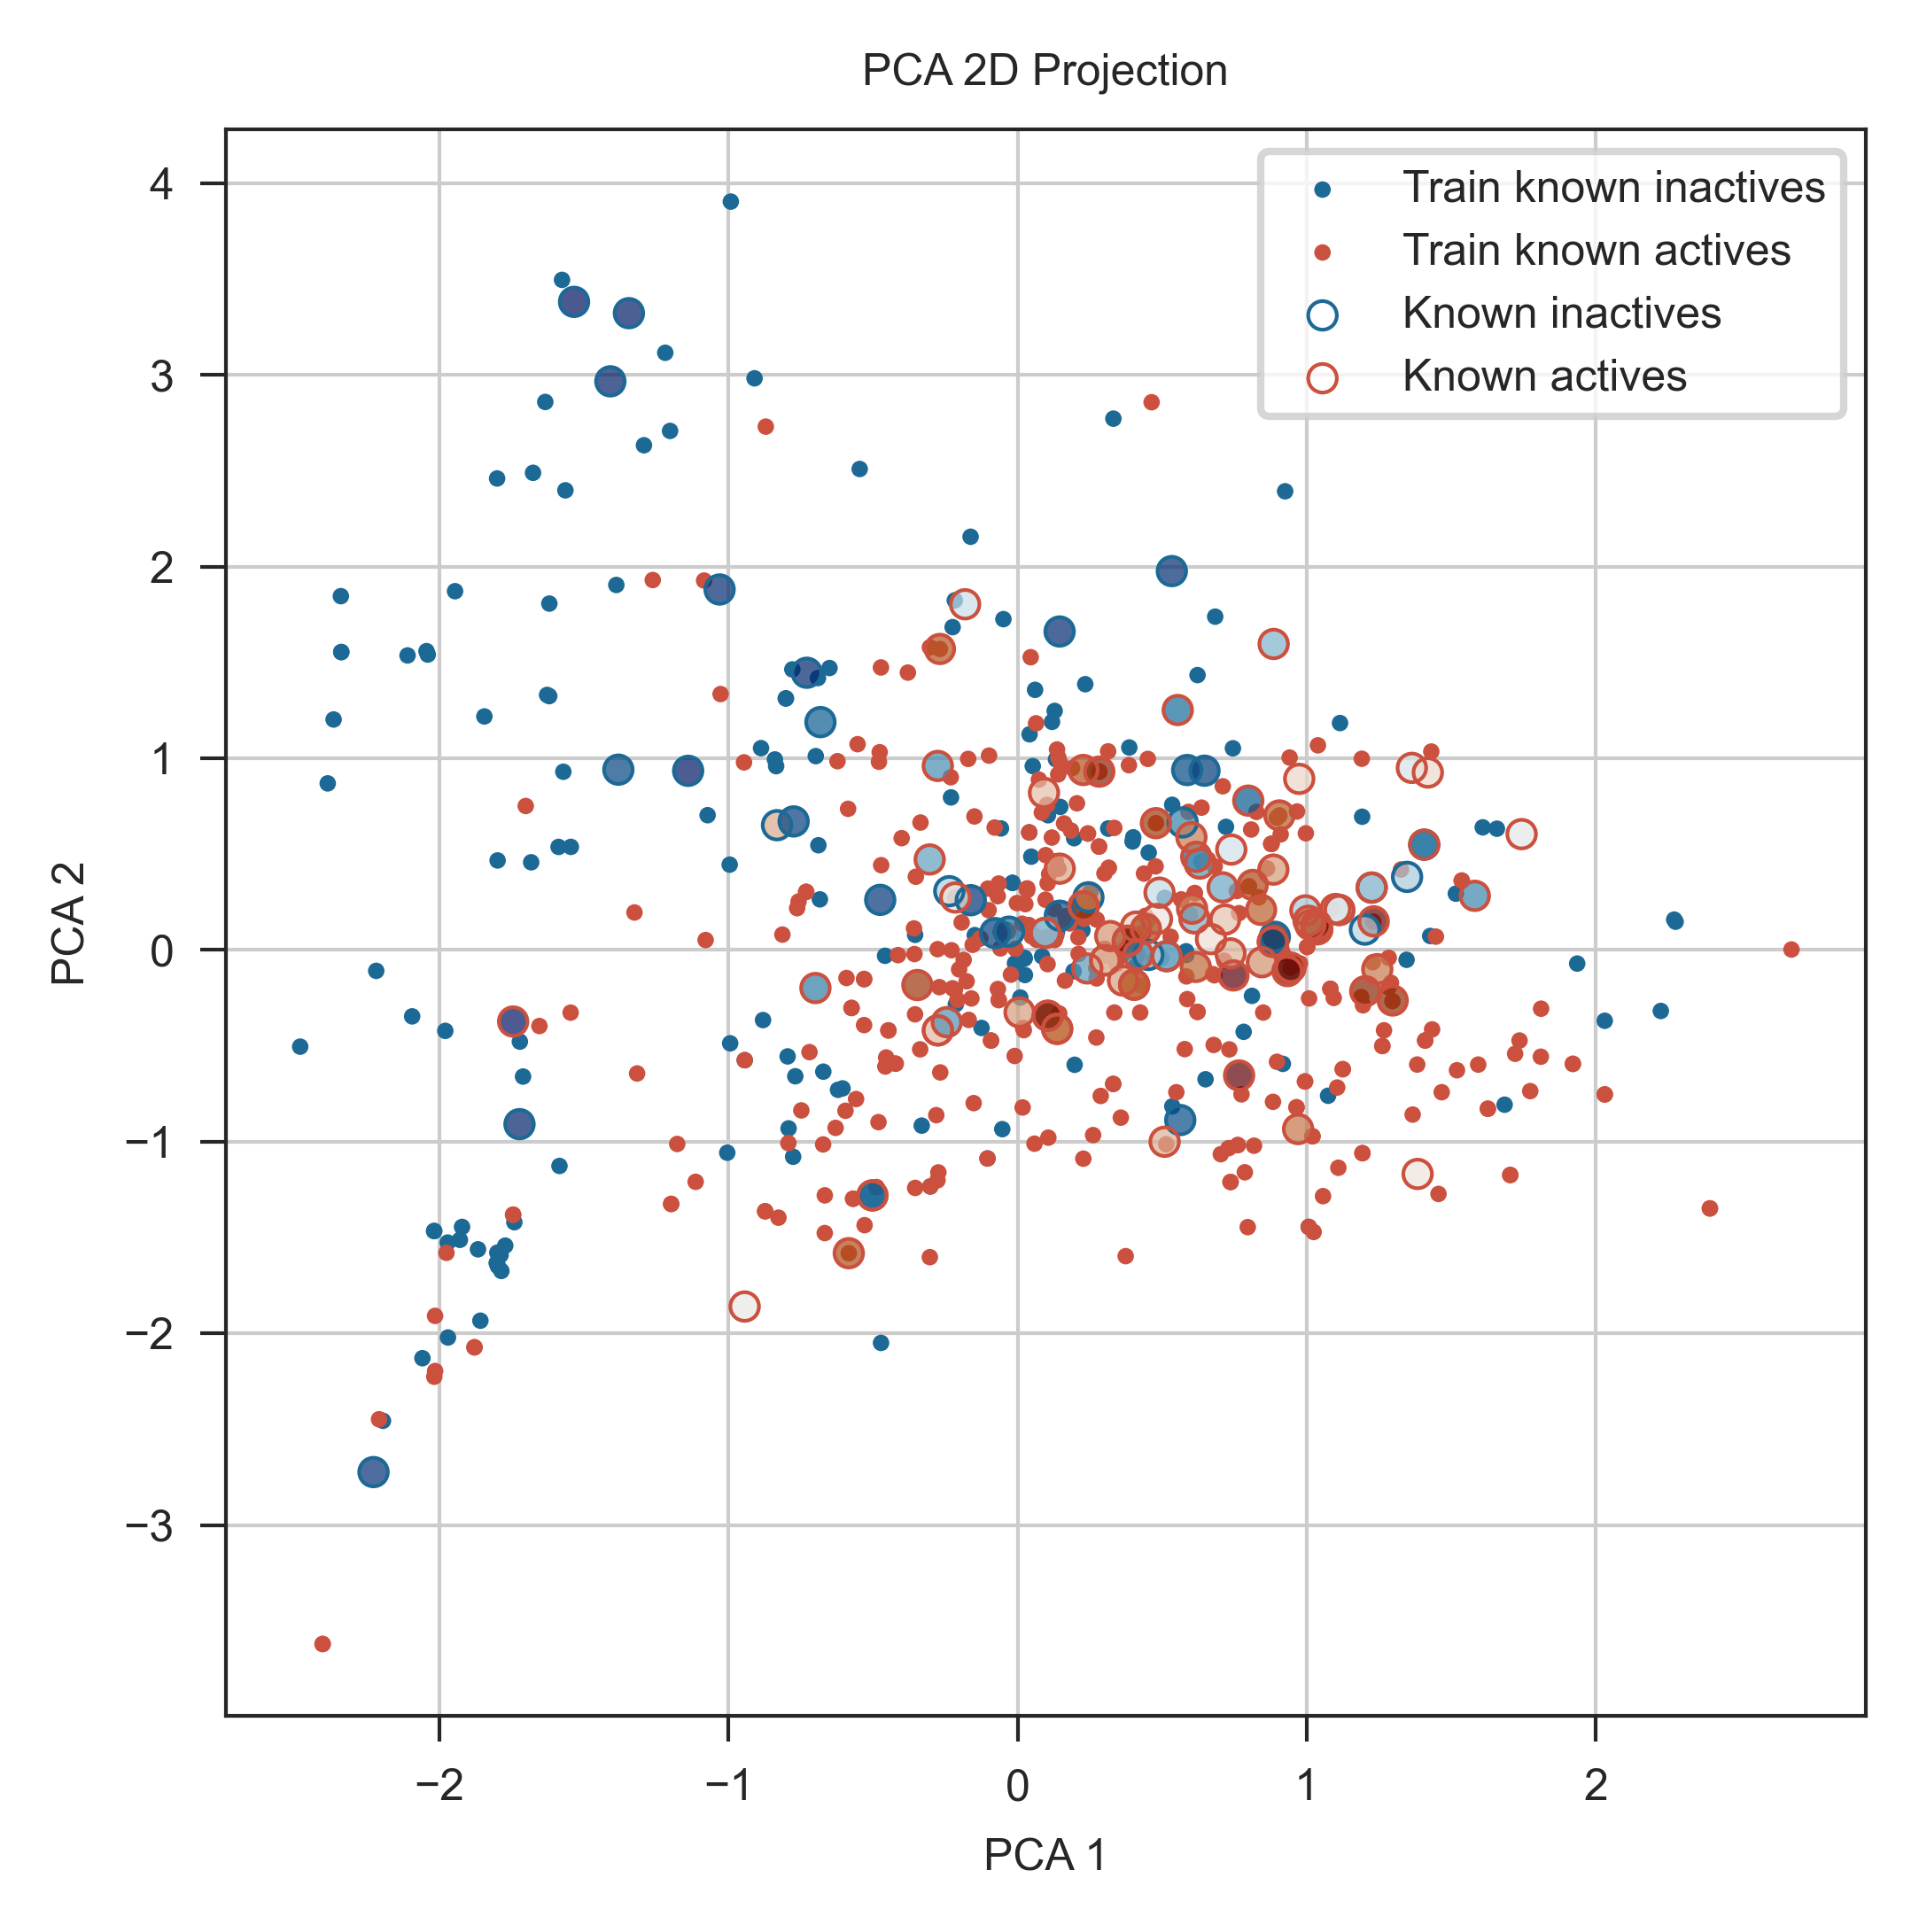 PCA 2D Projection
Train known inactives
Train known actives
Known inactives
Known actives
4
3
2
1
0
−1
−2
−3
PCA 2
−2
−1
0
1
2
PCA 1